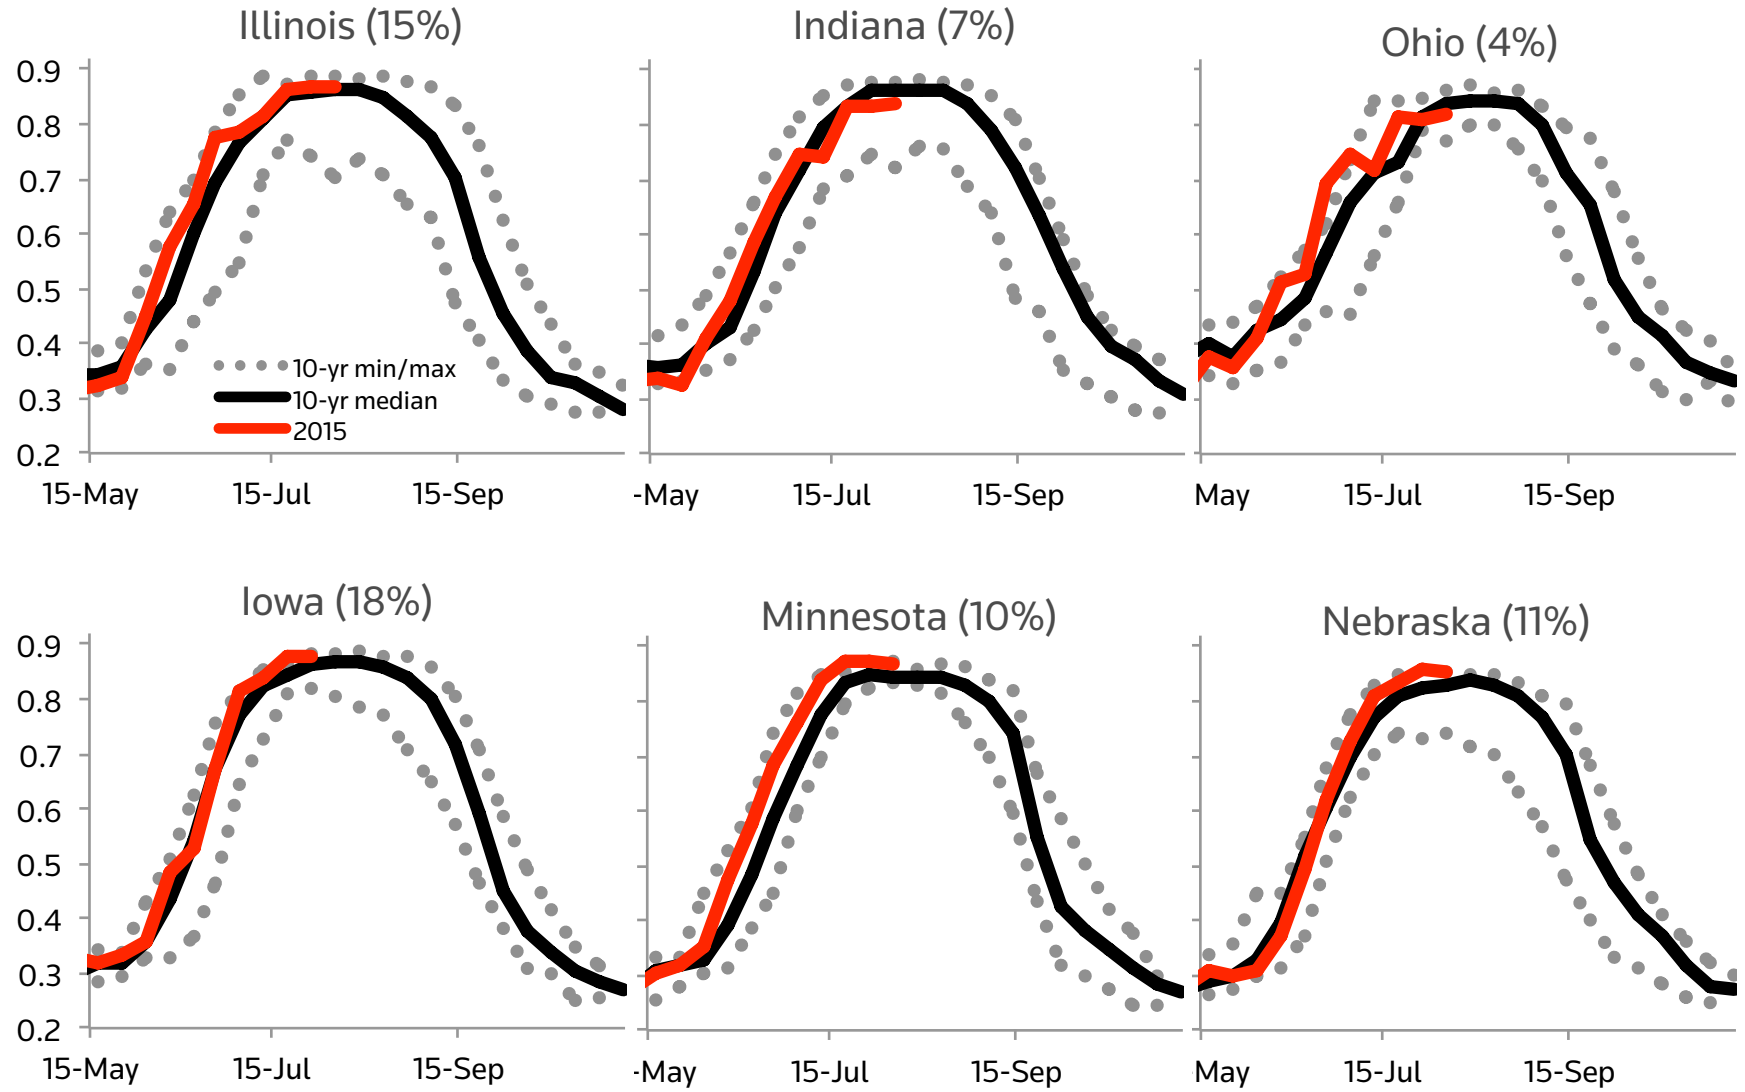 Illinois (15%)
Indiana (7%)
Ohio (4%)
0.9
0.8
0.7
0.6
0.5
0.4
0.3
0.2
10-yr min/max
10-yr median
2015
15-May 15-Jul 15-Sep
-May 15-Jul 15-Sep
May 15-Jul 15-Sep
Iowa (18%)
Minnesota (10%)
Nebraska (11%)
0.9
0.8
0.7
0.6
0.5
0.4
0.3
0.2
15-May 15-Jul 15-Sep
-May 15-Jul 15-Sep
May 15-Jul 15-Sep